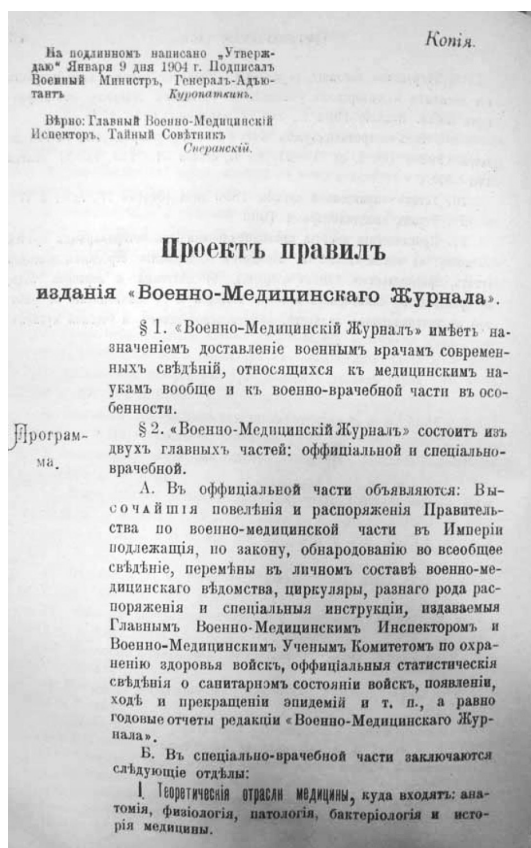 Копія.
На подлинномъ написано „Утверж-
даю“ Января 9 дня 1904 г. Подписалъ
Военный Министръ, Генералъ-Адъю-
тантъ Куропаткинъ.
Вѣрно: Главный Военно-Медицинскій
Испекторъ, Тайный Совѣтникъ
Сперанскій.
Проектъ правилъ
изданія «Военно-Медицинскаго Журнала».
§ 1. «Военно-Медицинскій Журналъ» имѣетъ на-
значеніемъ доставленіе военнымъ врачамъ современ-
ныхъ свѣдѣній, относящихся къ медицинскимъ на-
укамъ вообще и къ военно-врачебной части въ осо-
бенности.
Програм-
ма.
§ 2. «Военно-Медицинскій Журналъ» состоитъ изъ
двухъ главныхъ частей: оффиціальной и спеціально-
врачебной.
А. Въ оффиціальной части объявляются: Вы-
сочайшія повелѣнія и распоряженія Правитель-
ства по военно-медицинской части въ Имперіи
подлежащія, по закону, обнародованію во всеобщее
свѣдѣніе, перемѣны въ личномъ составѣ военно-ме-
дицинскаго вѣдомства, циркуляры, разнаго рода рас-
поряженія и спеціальныя инструкціи, издаваемыя
Главнымъ Военно-Медицинскимъ Инспекторомъ и
Военно-Медицинскимъ Ученымъ Комитетомъ по охра-
ненію здоровья войскъ, оффиціальныя статистическія
свѣдѣнія о санитарномъ состояніи войскъ, появленіи,
ходѣ и прекращеніи эпидемій и т. п., а равно
годовые отчеты редакціи «Военно-Медицинскаго Жур-
нала».
Б. Въ спеціально-врачебной части заключаются
слѣдующіе отдѣлы:
I. Теоретическія отрасли медицины, куда входятъ: ана-
томія, физіологія, патологія, бактеріологія и исто-
рія медицины.